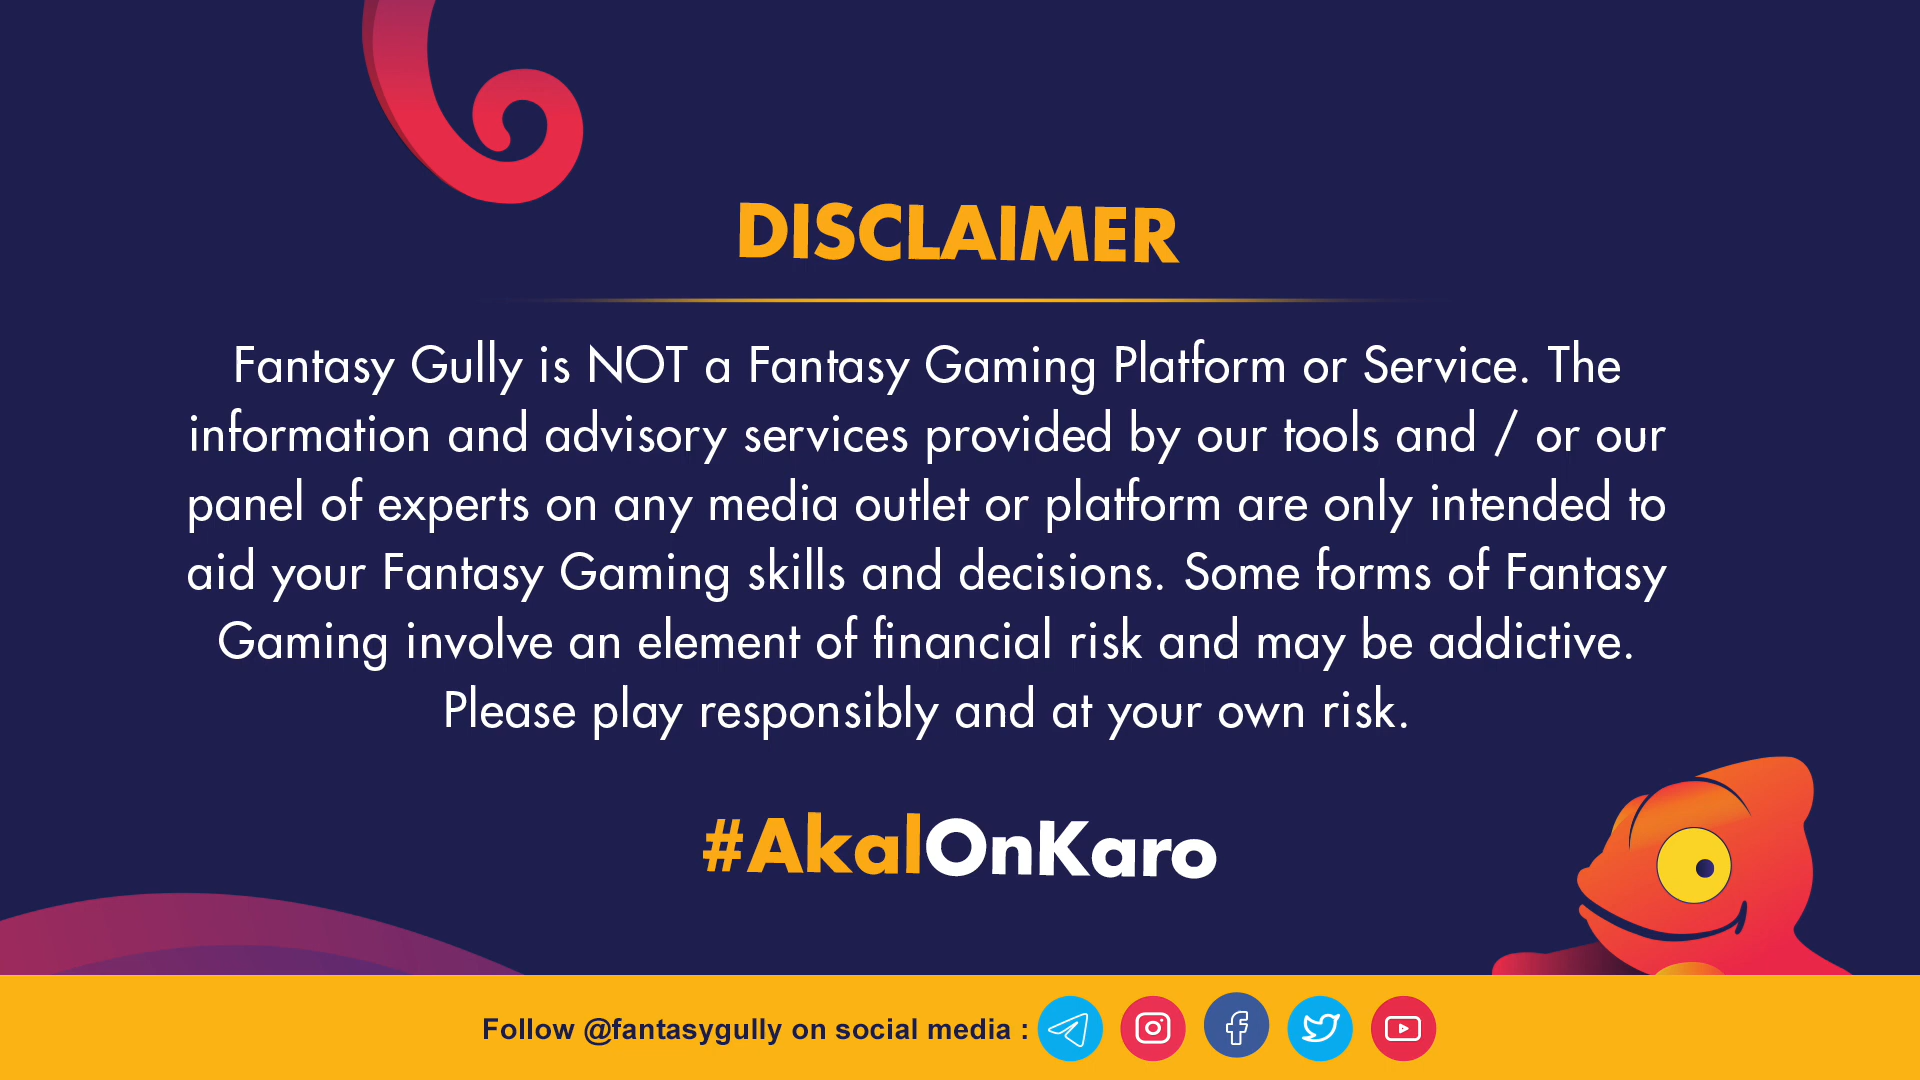 DISCLAIMER
Fantasy Gully is NOT a Fantasy Gaming Platform or Service. The
information and advisory services provided by our tools and / or our
panel of experts on any media outlet or platform are only intended to
aid your Fantasy Gaming skills and decisions. Some forms of Fantasy
Gaming involve an element of financial risk and may be addictive.
Please play responsibly and at your own risk.
#AkalOnKaro
Follow @fantasygully on social media :